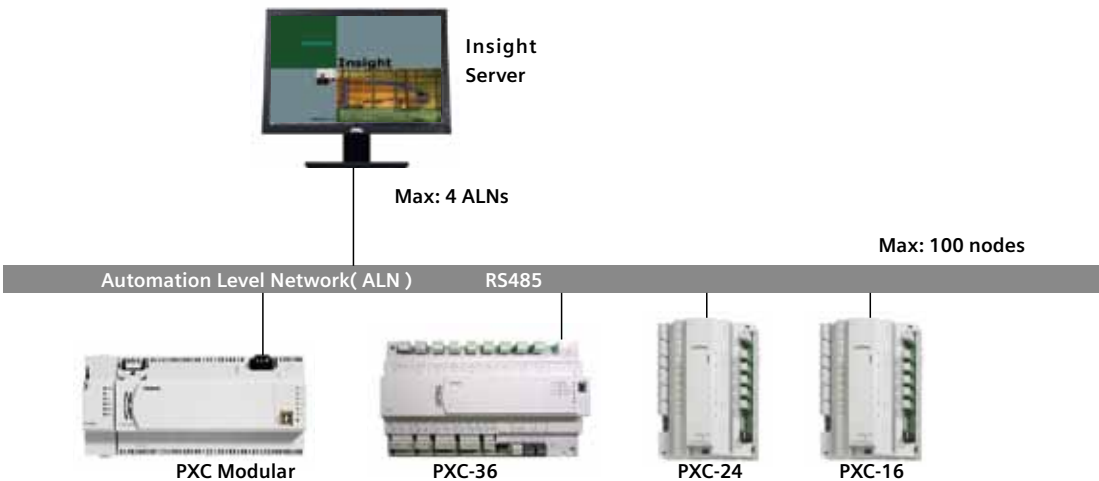 Insight
Insight
Server
Max: 4 ALNs
Max: 100 nodes
Automation Level Network( ALN )
RS485
PXC Modular
PXC-36
PXC-24
PXC-16